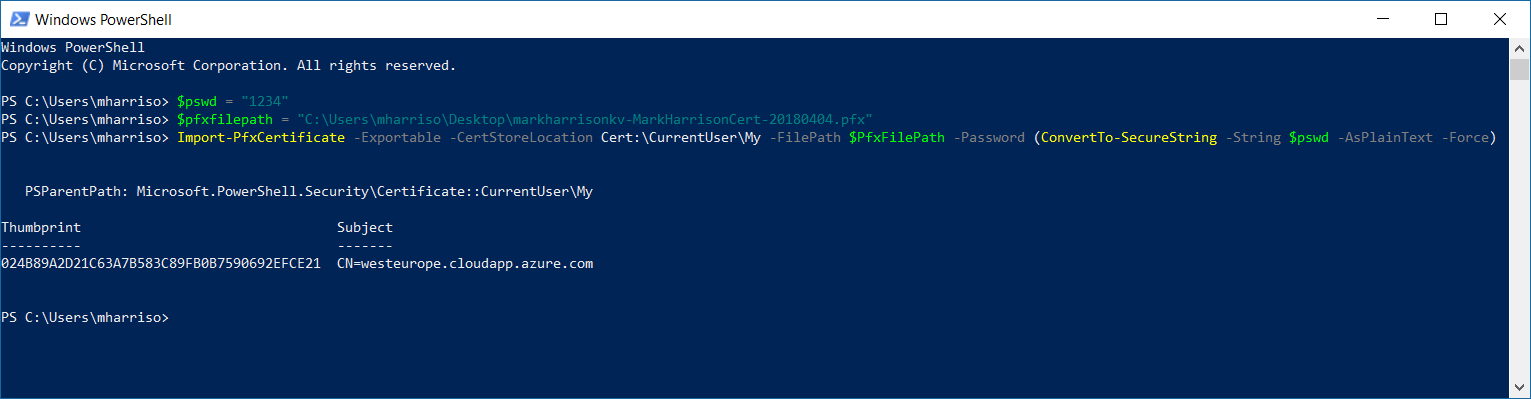 Windows PowerShell
Windows PowerShell
Copyright (C) Microsoft Corporation. All rights reserved.
PS C:\Users\mharriso> $pswd = "1234"
PS C:\Users\mharriso> $pfxfilepath = "C:\Users\mharriso\Desktop\markharrisonkv-MarkHarrisonCert-20180404.pfx"
PS C:\Users\mharriso> Import-PfxCertificate -Exportable -CertStoreLocation Cert:\CurrentUser\My -FilePath $PfxFilePath -Password (ConvertTo-SecureString -String $pswd -AsPlainText -Force)
PSParentPath: Microsoft.PowerShell.Security\Certificate::CurrentUser\My
Thumbprint Subject
---------- -------
024B89A2D21C63A7B583C89FB0B7590692EFCE21 CN=westeurope.cloudapp.azure.com
PS C:\Users\mharriso>